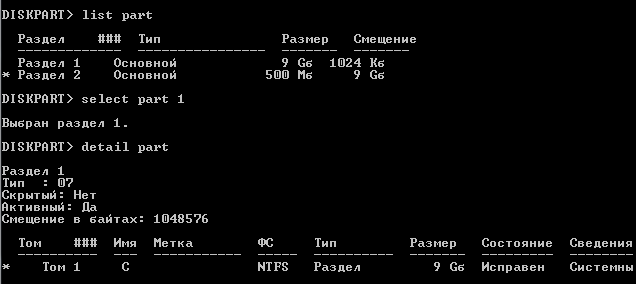 DISKPART> list part
Раздел ### Тип Размер Смещение
------------- ---------------- ------- --------
Раздел 1 Основной 9 Gб 1024 Kб
* Раздел 2 Основной 500 Mб 9 Gб
DISKPART> select part 1
Выбран раздел 1.
DISKPART> detail part
Раздел 1
Тип : 07
Скрытый: Нет
Активный: Да
Смещение в байтах: 1048576
Том ### Имя Метка ФС Тип Размер Состояние Сведения
---------- --- ----------- ----- ---------- ------- --------- --------
* Том 1 C NTFS Раздел 9 Gб Исправен Системны